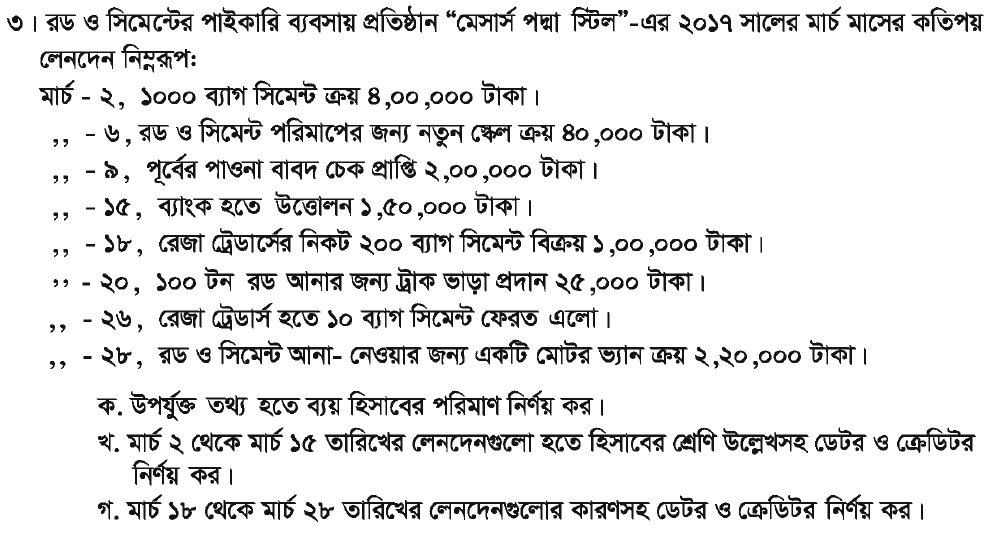 ৩। রড ও সিমেন্টের পাইকারি ব্যবসায় প্রতিষ্ঠান “মেসার্স পদ্মা স্টিল”-এর ২০১৭ সালের মার্চ মাসের কতিপয়
লেনদেন নিম্নরূপ:
মার্চ - ২, ১০০০ ব্যাগ সিমেন্ট ক্রয় ৪,০০,০০০ টাকা।
,, - ৬, রড ও সিমেন্ট পরিমাপের জন্য নতুন স্কেল ক্রয় ৪০,০০০ টাকা।
,, - ৯, পূর্বের পাওনা বাবদ চেক প্রাপ্তি ২,০০,০০০ টাকা।
,, - ১৫, ব্যাংক হতে উত্তোলন ১,৫০,০০০ টাকা।
,, - ১৮, রেজা ট্রেডার্সের নিকট ২০০ ব্যাগ সিমেন্ট বিক্রয় ১,০০,০০০ টাকা।
,, - ২০, ১০০ টন রড আনার জন্য ট্রাক ভাড়া প্রদান ২৫,০০০ টাকা।
,, - ২৬, রেজা ট্রেডার্স হতে ১০ ব্যাগ সিমেন্ট ফেরত এলো।
,, - ২৮, রড ও সিমেন্ট আনা- নেওয়ার জন্য একটি মোটর ভ্যান ক্রয় ২,২০,০০০ টাকা।
ক. উপর্যুক্ত তথ্য হতে ব্যয় হিসাবের পরিমাণ নির্ণয় কর।
খ. মার্চ ২ থেকে মার্চ ১৫ তারিখের লেনদেনগুলো হতে হিসাবের শ্রেণি উল্লেখসহ ডেটর ও ক্রেডিটর
নির্ণয় কর।
গ. মার্চ ১৮ থেকে মার্চ ২৮ তারিখের লেনদেনগুলোর কারণসহ ডেটর ও ক্রেডিটর নির্ণয় কর।